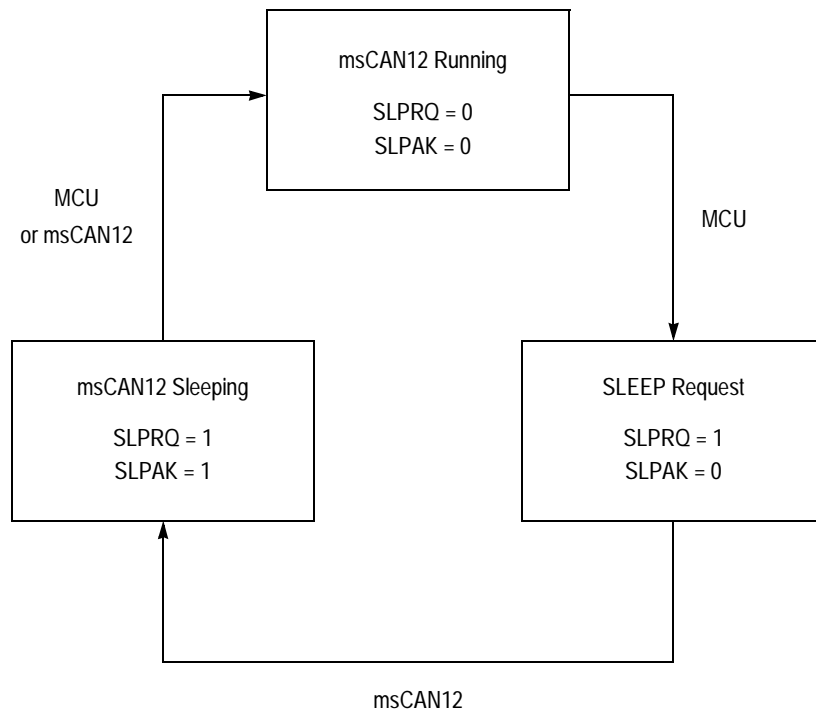 msCAN12 Running
SLPRQ = 0
SLPAK = 0
MCU
or msCAN12
MCU
msCAN12 Sleeping
SLPRQ = 1
SLPAK = 1
SLEEP Request
SLPRQ = 1
SLPAK = 0
msCAN12